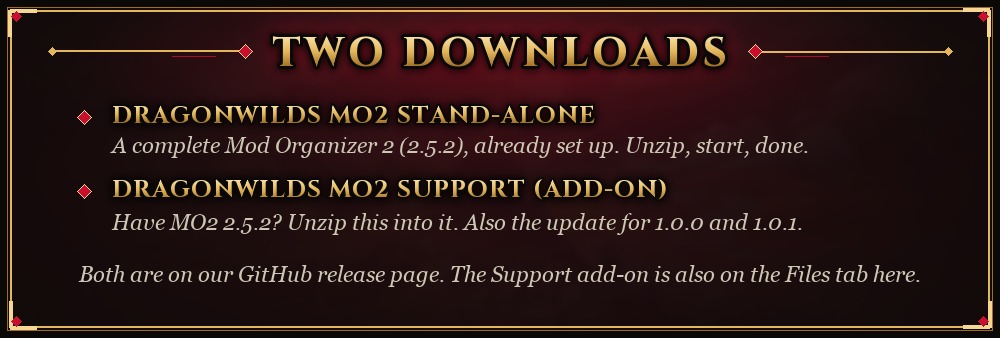 TWO DOWNLOADS
DRAGONWILDS MO2 STAND-ALONE
A complete Mod Organizer 2 (2.5.2), already set up. Unzip, start, done.
DRAGONWILDS MO2 SUPPORT (ADD-ON)
Have MO2 2.5.2? Unzip this into it. Also the update for 1.0.0 and 1.0.1.
Both are on our GitHub release page. The Support add-on is also on the Files tab here.